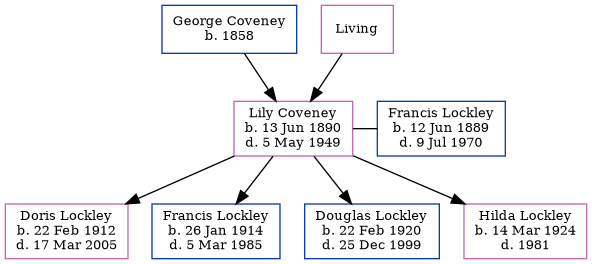 George Coveney
b. 1858
Living
Lily Coveney
b. 13 Jun 1890
d. 5 May 1949
Francis Lockley
b. 12 Jun 1889
d. 9 Jul 1970
Doris Lockley
b. 22 Feb 1912
d. 17 Mar 2005
Francis Lockley
b. 26 Jan 1914
d. 5 Mar 1985
Douglas Lockley
b. 22 Feb 1920
d. 25 Dec 1999
Hilda Lockley
b. 14 Mar 1924
d. 1981